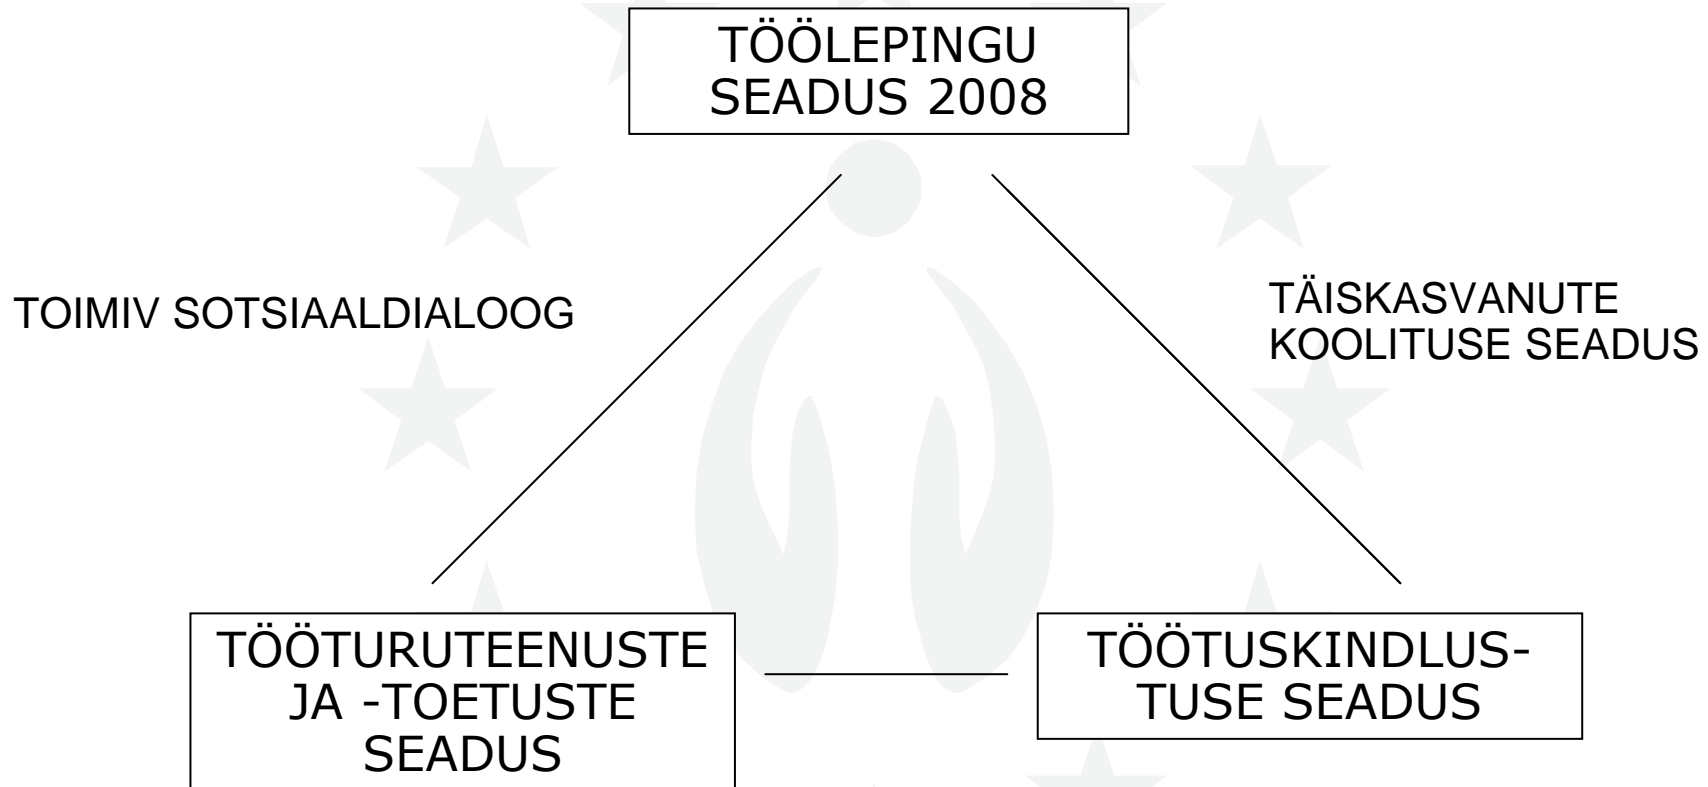 TÖÖLEPINGU
SEADUS 2008
TOIMIV SOTSIAALDIALOOG
TÄISKASVANUTE
KOOLITUSE SEADUS
TÖÖTURUTEENUSTE
JA -TOETUSTE
SEADUS
TÖÖTUSKINDLUS-
TUSE SEADUS